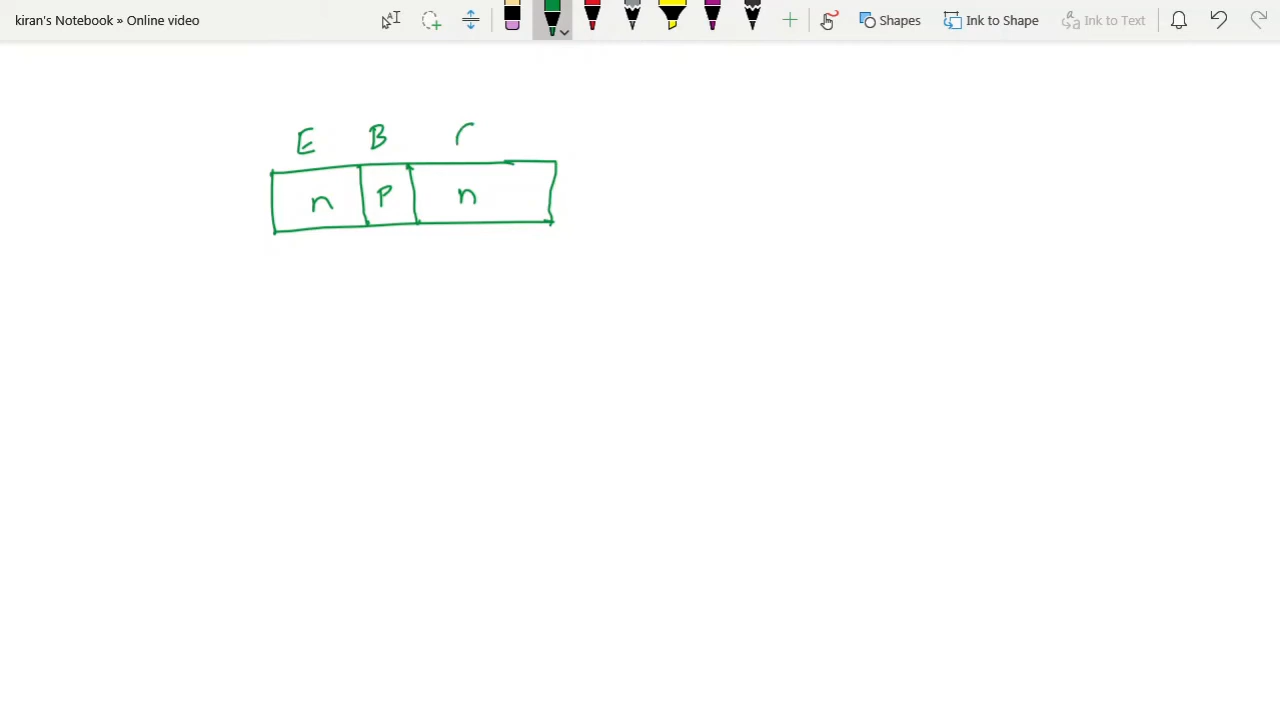 kiran's Notebook » Online video
Shapes
Ink to Shape
Ink to Text
E B
n p n